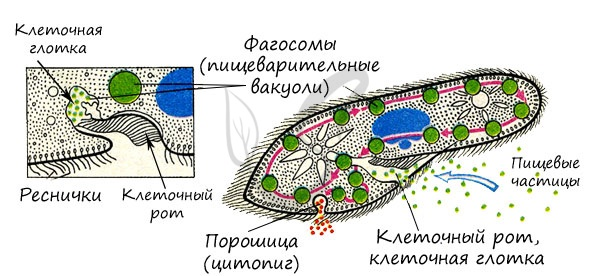 Клеточная
глотка
Фагосомы
(пищеварительные
вакуоли)
Реснички
Клеточный
рот
Пищевые
частицы
Порошица
(цитопиг)
Клеточный рот,
клеточная глотка